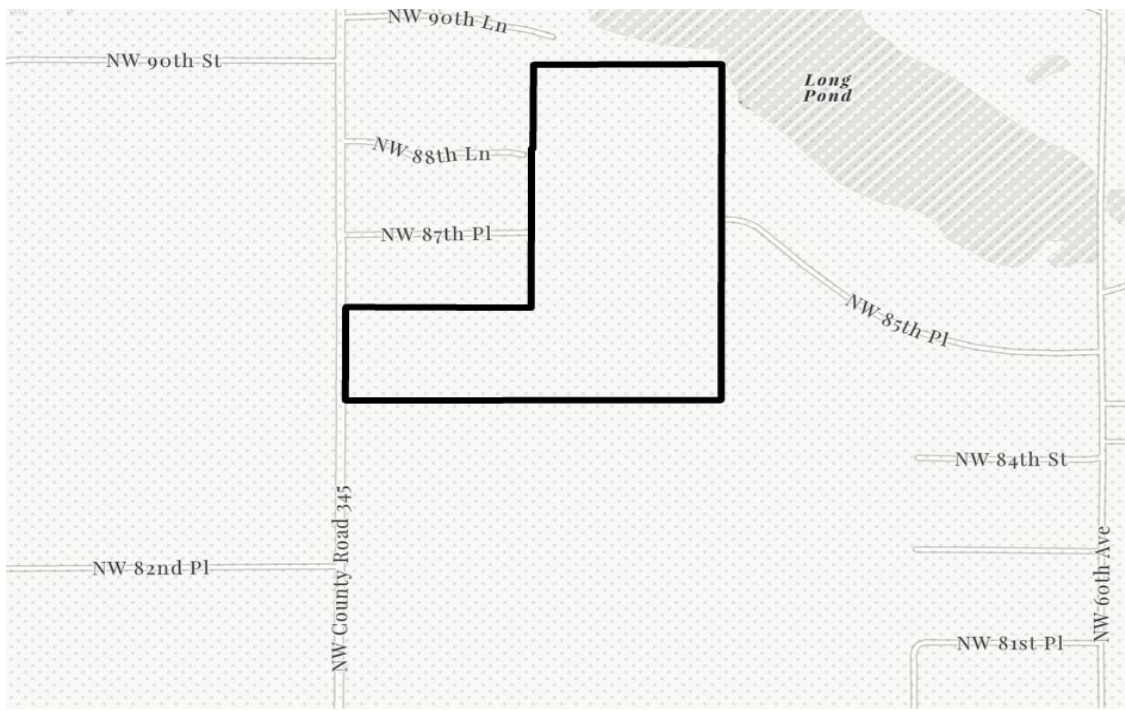 NW 90th Ln
NW 90th St
Long
Pond
NW 88th Ln
NW 87th Pl
NW 85th Pl
NW 84th St
NW County Road 345
NW 60th Ave
NW 82nd Pl
NW 81st Pl